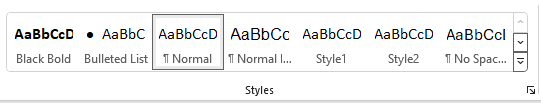 AaBbCcD • AaBbC AaBbCcD AaBbCc AaBbCcD AaBbCcD AaBbCcI
Black Bold Bulleted List ¶ Normal ¶ Normal I... Style1 Style2 ¶ No Spac...
Styles